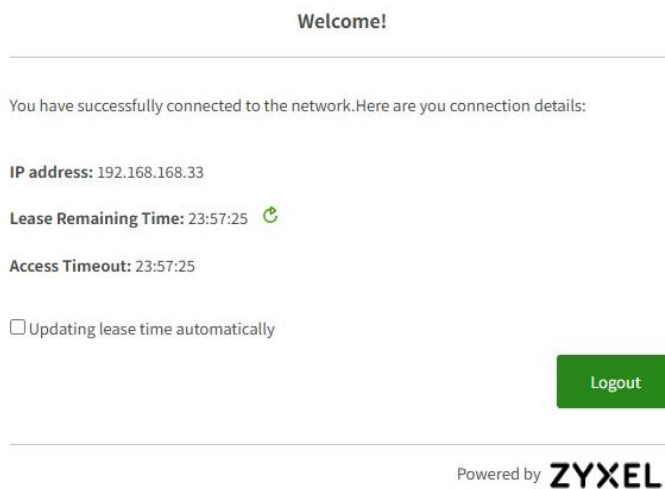 Welcome!
You have successfully connected to the network.Here are you connection details:
IP address: 192.168.168.33
Lease Remaining Time: 23:57:25
Access Timeout: 23:57:25
Updating lease time automatically
Logout
Powered by ZYXEL